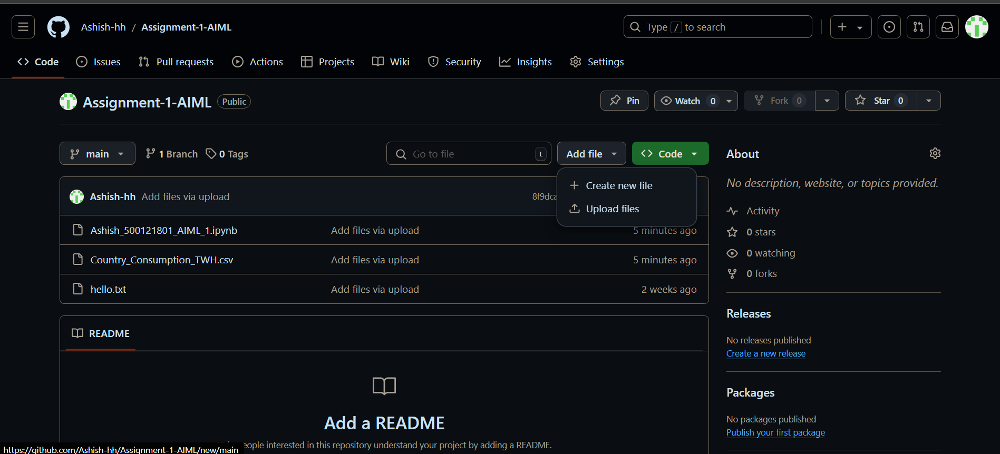 Ashish-hh / Assignment-1-AIML
Type / to search
Code Issues Pull requests Actions Projects Wiki Security Insights Settings
Assignment-1-AIML Public
Pin Watch 0 Fork 0 Star 0
main 1 Branch 0 Tags Go to file t Add file Code
Create new file
Upload files
Ashish-hh Add files via upload 8f9dca
Ashish_500121801_AIML_1.ipynb Add files via upload 5 minutes ago
Country_Consumption_TWH.csv Add files via upload 5 minutes ago
hello.txt Add files via upload 2 weeks ago
README
Add a README
people interested in this repository understand your project by adding a README.
About
No description, website, or topics provided.
Activity
0 stars
0 watching
0 forks
Releases
No releases published
Create a new release
Packages
No packages published
Publish your first package
https://github.com/Ashish-hh/Assignment-1-AIML/new/main